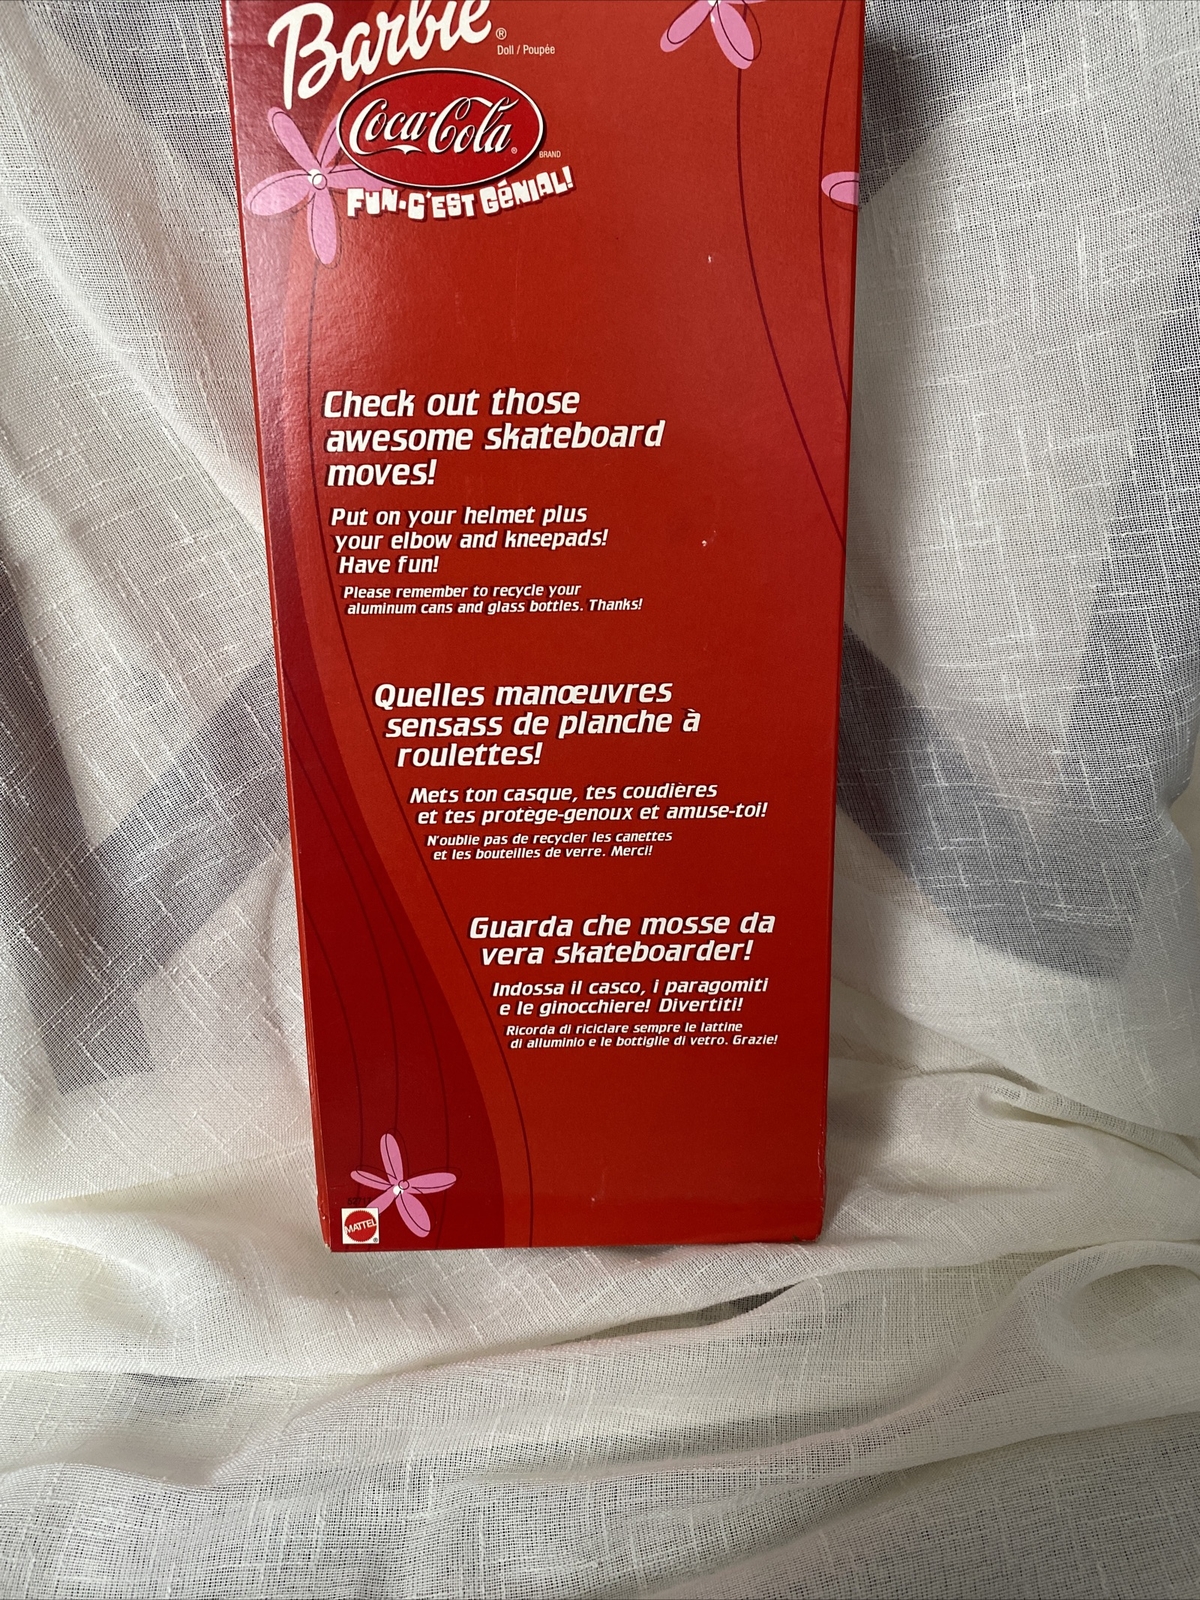 Barbie®
Doll / Poupée
Coca-Cola®
BRAND
FUN•C'EST GÉNIAL!
Check out those
awesome skateboard
moves!
Put on your helmet plus
your elbow and kneepads!
Have fun!
Please remember to recycle your
aluminum cans and glass bottles. Thanks!
Quelles manœuvres
sensass de planche à
roulettes!
Mets ton casque, tes coudières
et tes protège-genoux et amuse-toi!
N'oublie pas de recycler les canettes
et les bouteilles de verre. Merci!
Guarda che mosse da
vera skateboarder!
Indossa il casco, i paragomiti
e le ginocchiere! Divertiti!
Ricorda di riciclare sempre le lattine
di alluminio e le bottiglie di vetro. Grazie!
MATTEL®